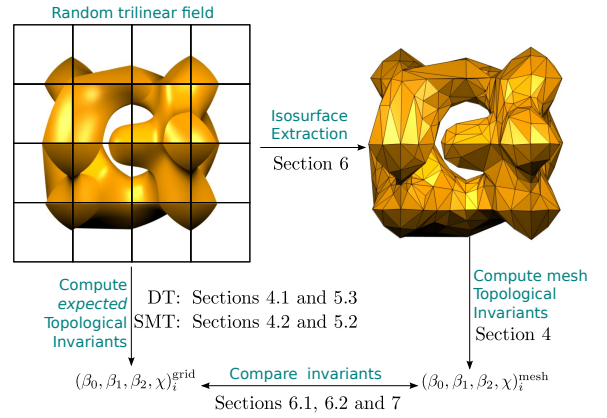 Random trilinear field
Isosurface
Extraction
Section 6
Compute
expected
Topological
Invariants
DT: Sections 4.1 and 5.3
SMT: Sections 4.2 and 5.2
Compute mesh
Topological
Invariants
Section 4
(β₀, β₁, β₂, χ)ᵢᵍʳⁱᵈ
Compare invariants
(β₀, β₁, β₂, χ)ᵢᵐᵉˢʰ
Sections 6.1, 6.2 and 7